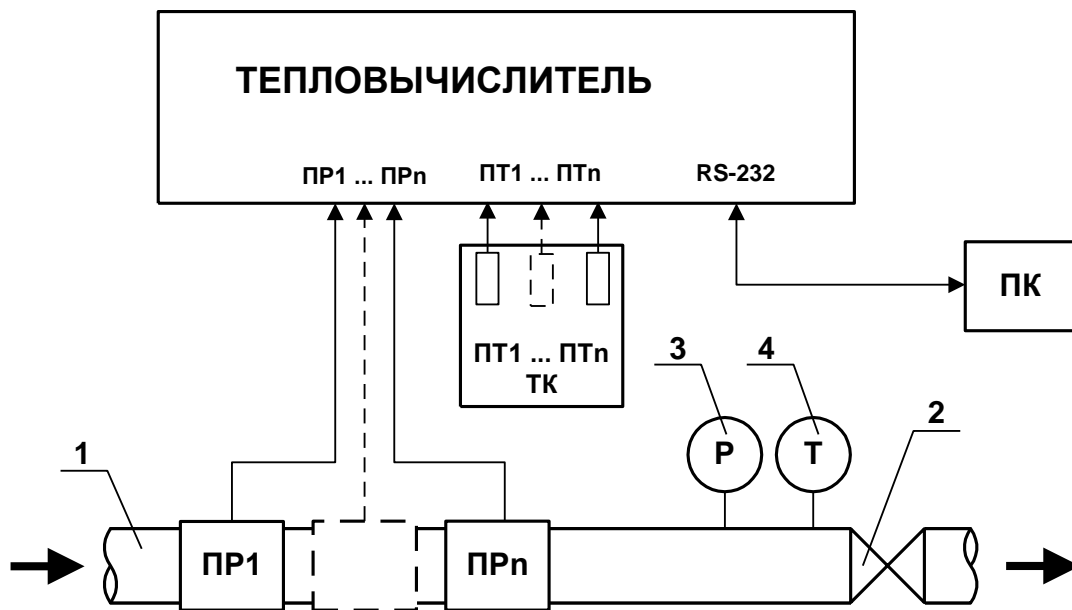 ТЕПЛОВЫЧИСЛИТЕЛЬ
ПР1 ... ПРn ПТ1 ... ПТn RS-232
ПК
ПТ1 ... ПТn
ТК
3 4
1 2
P T
ПР1 ПРn